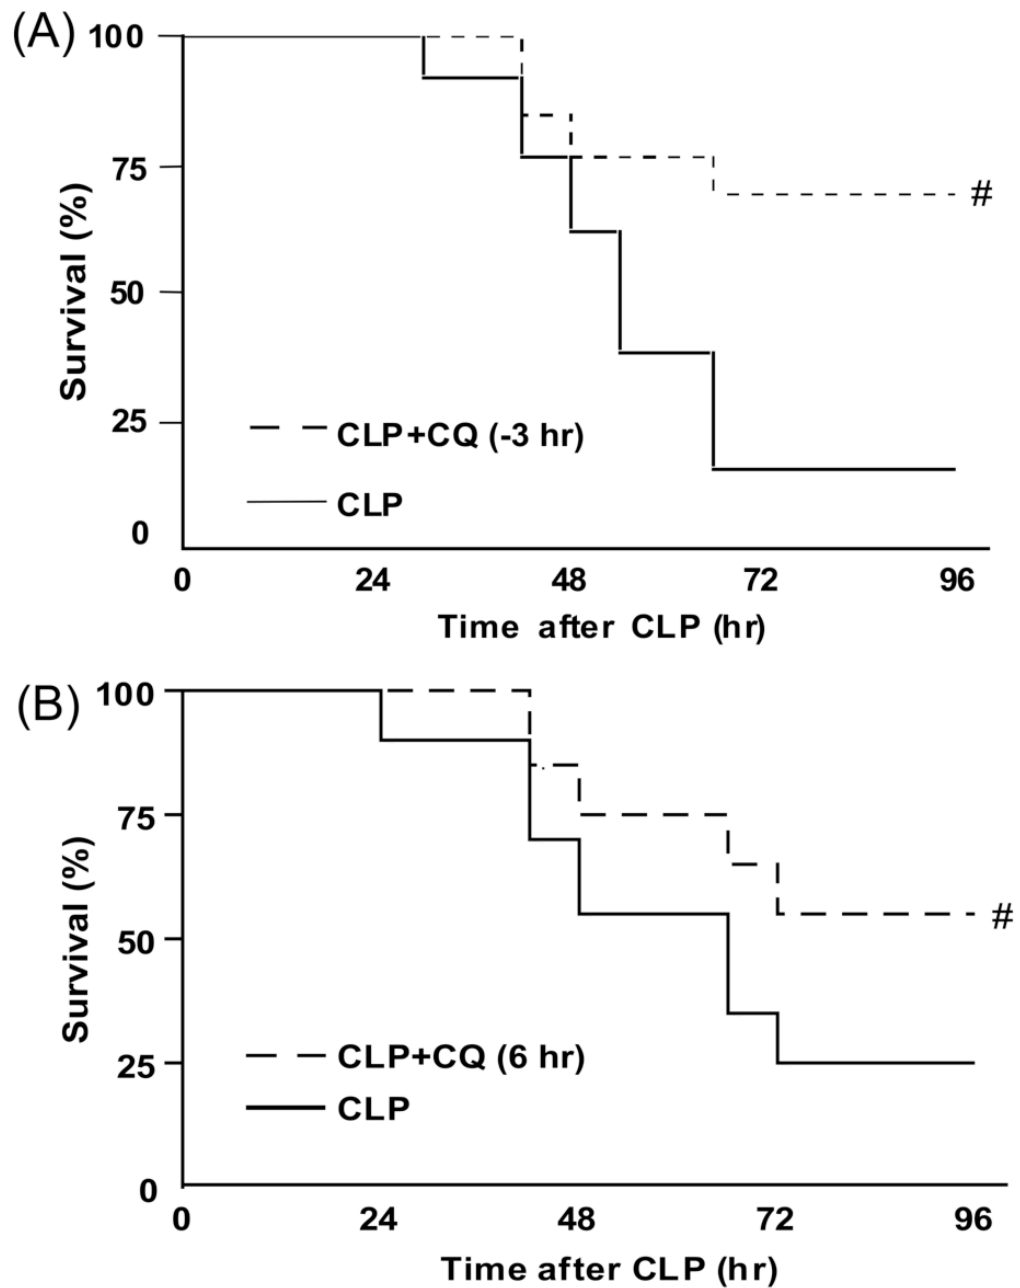 (A)
100
75
50
25
0
Survival (%)
#
CLP+CQ (-3 hr)
CLP
0 24 48 72 96
Time after CLP (hr)
(B)
100
75
50
25
0
Survival (%)
#
CLP+CQ (6 hr)
CLP
0 24 48 72 96
Time after CLP (hr)